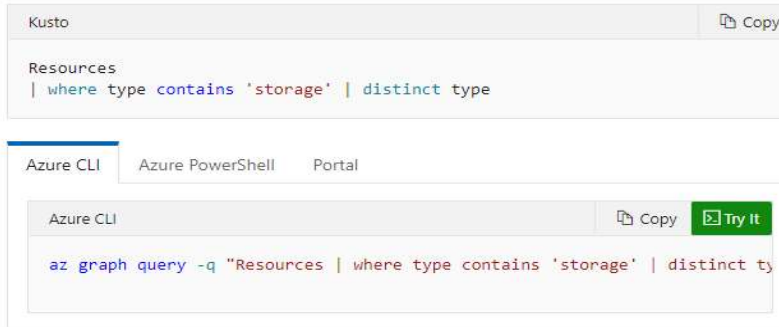 Kusto Copy
Resources
| where type contains 'storage' | distinct type
Azure CLI Azure PowerShell Portal
Azure CLI Copy Try It
az graph query -q "Resources | where type contains 'storage' | distinct ty